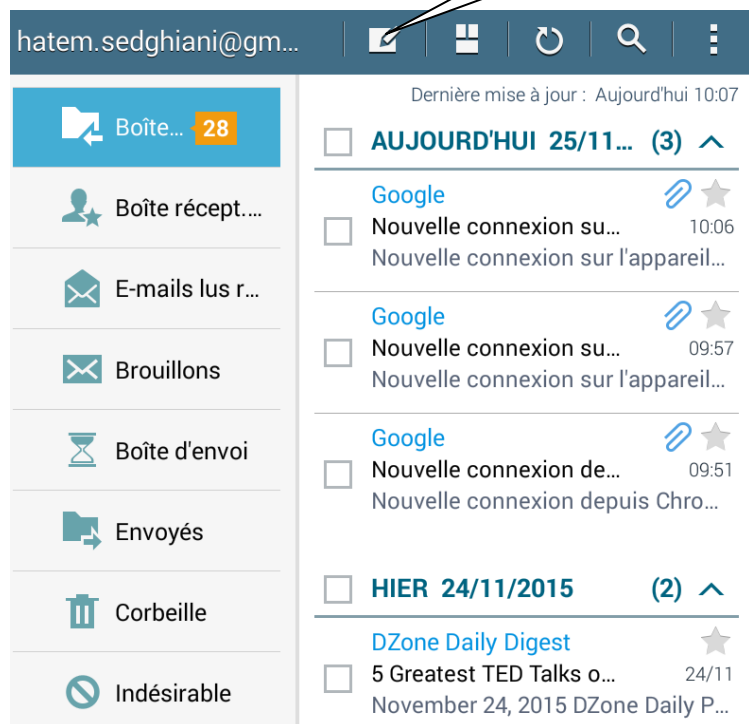 hatem.sedghiani@gm...
Boîte... 28
Boîte récept....
E-mails lus r...
Brouillons
Boîte d'envoi
Envoyés
Corbeille
Indésirable
Dernière mise à jour : Aujourd'hui 10:07
AUJOURD'HUI 25/11... (3)
Google
Nouvelle connexion su... 10:06
Nouvelle connexion sur l'appareil...
Google
Nouvelle connexion su... 09:57
Nouvelle connexion sur l'appareil...
Google
Nouvelle connexion de... 09:51
Nouvelle connexion depuis Chro...
HIER 24/11/2015 (2)
DZone Daily Digest
5 Greatest TED Talks o... 24/11
November 24, 2015 DZone Daily P...